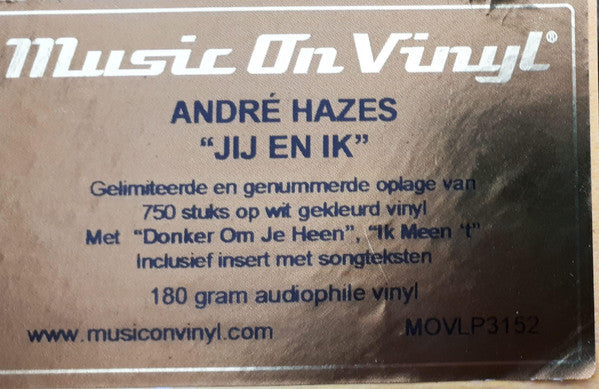 Music On Vinyl®
ANDRÉ HAZES
“JIJ EN IK”
Gelimiteerde en genummerde oplage van
750 stuks op wit gekleurd vinyl
Met “Donker Om Je Heen”, “Ik Meen ‘t”
Inclusief insert met songteksten
180 gram audiophile vinyl
www.musiconvinyl.com MOVLP3152